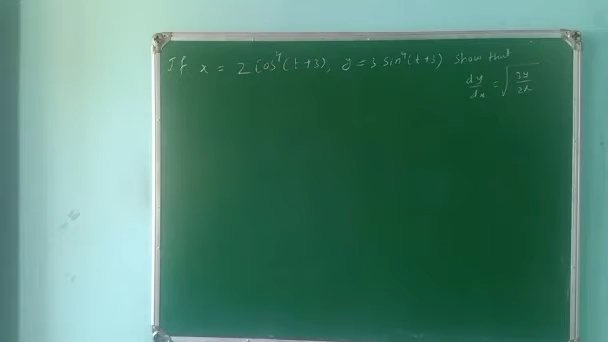 If x = 2 cos⁴(t+3), y = 3 sin⁴(t+3) show that
dy/dx = √(3y/2x)